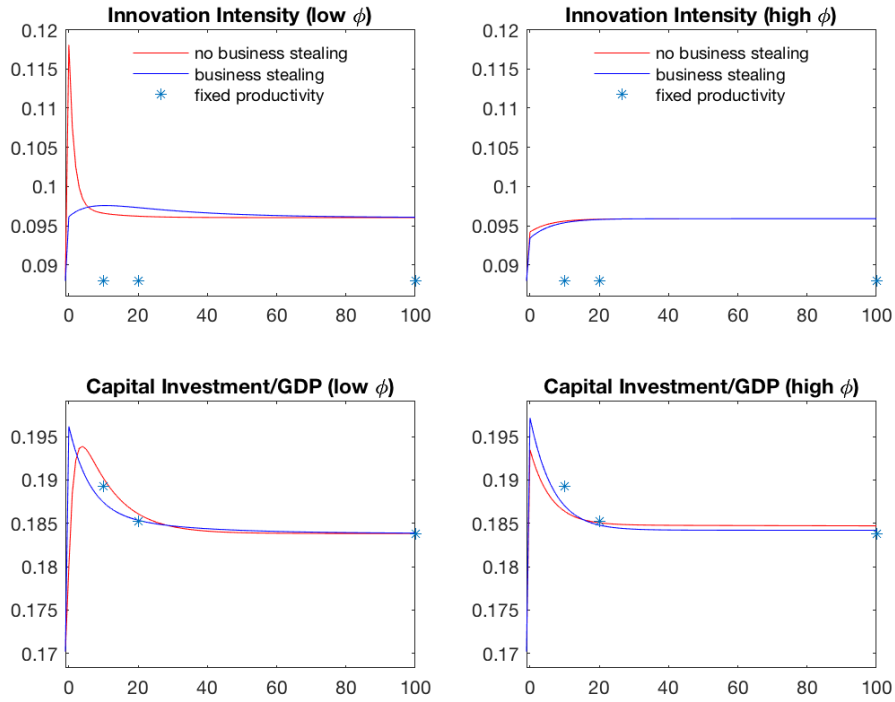 Innovation Intensity (low ϕ)
0.12
0.115
0.11
0.105
0.1
0.095
0.09
no business stealing
business stealing
fixed productivity
0 20 40 60 80 100
Innovation Intensity (high ϕ)
0.12
0.115
0.11
0.105
0.1
0.095
0.09
no business stealing
business stealing
fixed productivity
0 20 40 60 80 100
Capital Investment/GDP (low ϕ)
0.195
0.19
0.185
0.18
0.175
0.17
0 20 40 60 80 100
Capital Investment/GDP (high ϕ)
0.195
0.19
0.185
0.18
0.175
0.17
0 20 40 60 80 100